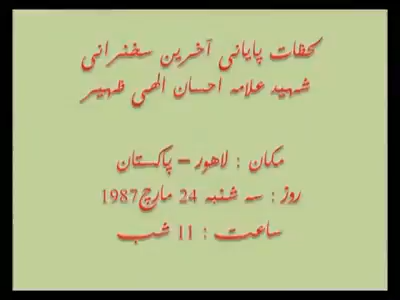 لحظات پایانی آخرین سخنرانی
شهید علامه احسان الهی ظهیر
مکان : لاهور – پاکستان
روز : سه شنبه 24 مارچ 1987
ساعت : 11 شب